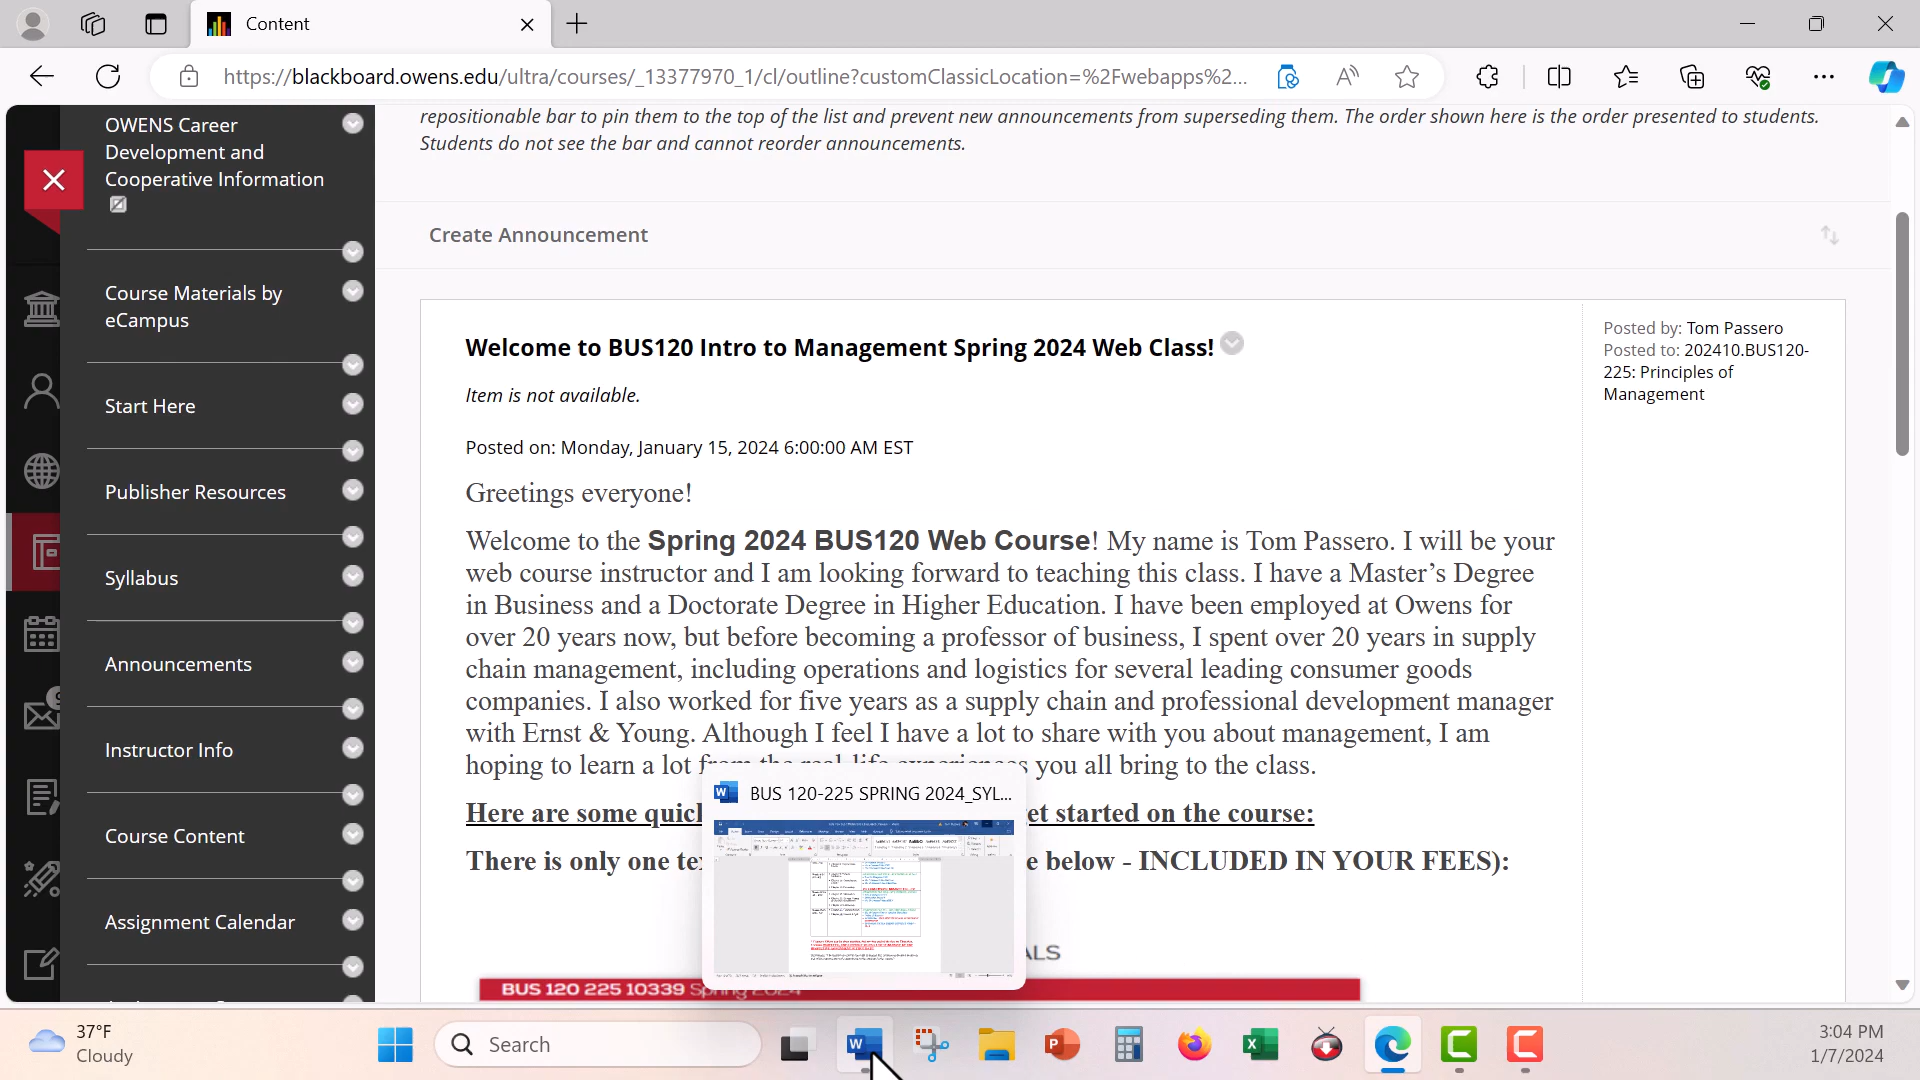 Content
https://blackboard.owens.edu/ultra/courses/_13377970_1/cl/outline?customClassicLocation=%2Fwebapps%2...
OWENS Career
Development and
Cooperative Information
Course Materials by
eCampus
Start Here
Publisher Resources
Syllabus
Announcements
Instructor Info
Course Content
Assignment Calendar
repositionable bar to pin them to the top of the list and prevent new announcements from superseding them. The order shown here is the order presented to students.
Students do not see the bar and cannot reorder announcements.
Create Announcement
Welcome to BUS120 Intro to Management Spring 2024 Web Class!
Item is not available.
Posted on: Monday, January 15, 2024 6:00:00 AM EST
Greetings everyone!
Welcome to the Spring 2024 BUS120 Web Course! My name is Tom Passero. I will be your
web course instructor and I am looking forward to teaching this class. I have a Master's Degree
in Business and a Doctorate Degree in Higher Education. I have been employed at Owens for
over 20 years now, but before becoming a professor of business, I spent over 20 years in supply
chain management, including operations and logistics for several leading consumer goods
companies. I also worked for five years as a supply chain and professional development manager
with Ernst & Young. Although I feel I have a lot to share with you about management, I am
hoping to learn a lot from the real-life experiences you all bring to the class.
Here are some quick et started on the course:
There is only one te e below - INCLUDED IN YOUR FEES):
ALS
BUS 120 225 10339 Spring 2024
Posted by: Tom Passero
Posted to: 202410.BUS120-
225: Principles of
Management
BUS 120-225 SPRING 2024_SYL...
37°F
Cloudy
Search
3:04 PM
1/7/2024